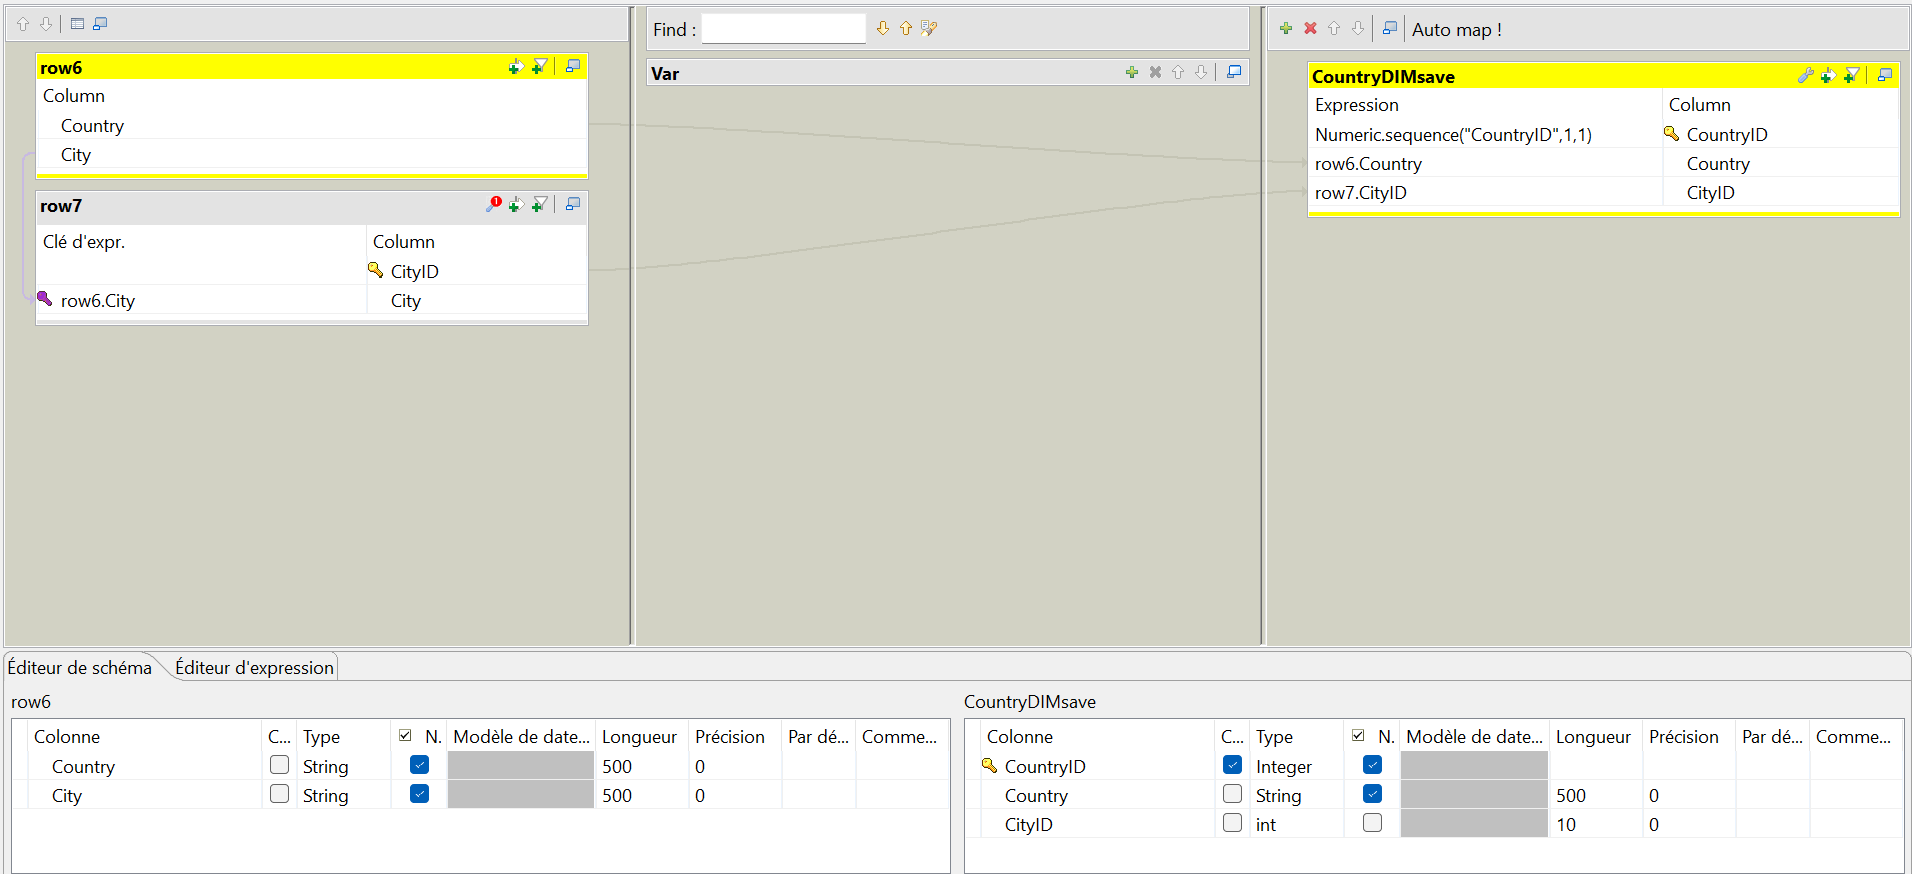 Find :
Auto map !
row6
Column
Country
City
row7
Clé d'expr.
Column
CityID
row6.City
City
Var
CountryDIMsave
Expression
Column
Numeric.sequence("CountryID",1,1)
CountryID
row6.Country
Country
row7.CityID
CityID
Éditeur de schéma
Éditeur d'expression
row6
Colonne
C...
Type
N.
Modèle de date...
Longueur
Précision
Par dé...
Comme...
Country
String
500
0
City
String
500
0
CountryDIMsave
Colonne
C...
Type
N.
Modèle de date...
Longueur
Précision
Par dé...
Comme...
CountryID
Integer
Country
String
500
0
CityID
int
10
0